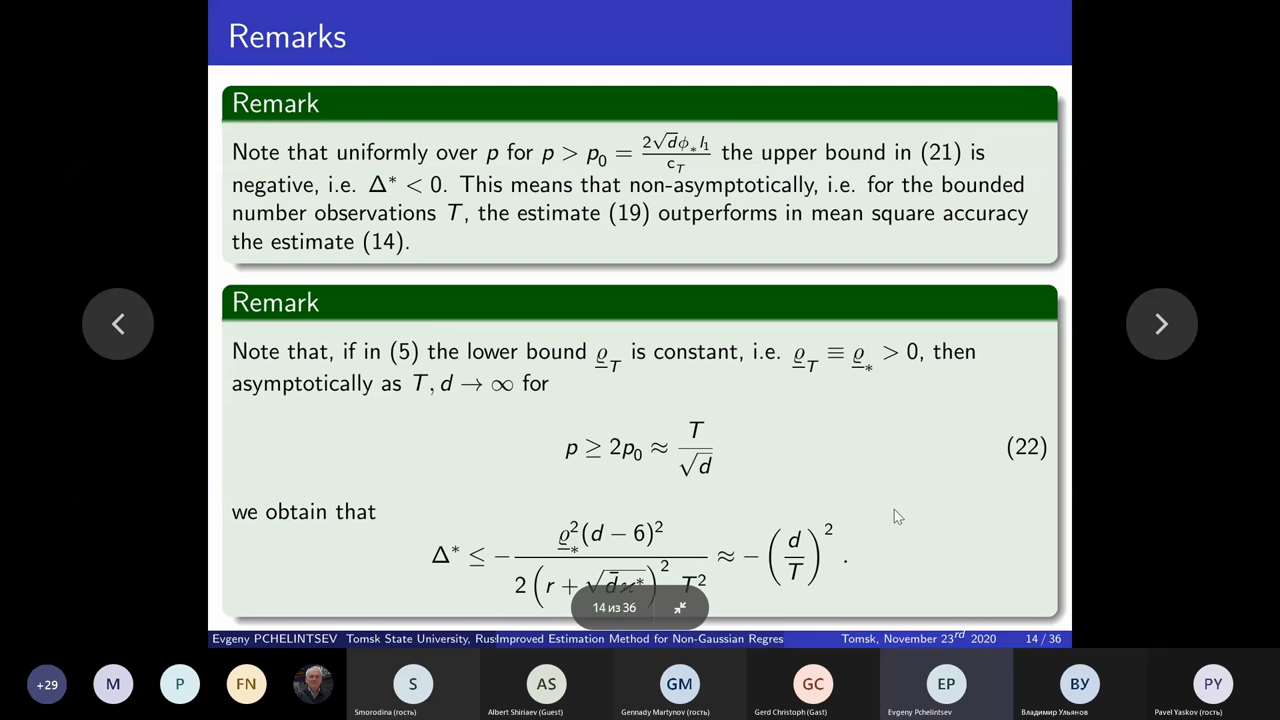 Remarks
Remark
Note that uniformly over p for p > p₀ = 2√d ϕ_* l₁ / c_T the upper bound in (21) is
negative, i.e. Δ* < 0. This means that non-asymptotically, i.e. for the bounded
number observations T, the estimate (19) outperforms in mean square accuracy
the estimate (14).
Remark
Note that, if in (5) the lower bound ϱ̲_T is constant, i.e. ϱ̲_T ≡ ϱ̲_* > 0, then
asymptotically as T, d → ∞ for
p ≥ 2p₀ ≈ T / √d (22)
we obtain that
Δ* ≤ − ϱ̲_*²(d − 6)² / 2 (r + √d̄ϰ*)² T² ≈ − (d / T)² .
14 из 36
Evgeny PCHELINTSEV Tomsk State University, Rus Improved Estimation Method for Non-Gaussian Regres Tomsk, November 23rd 2020 14 / 36
+29 M P FN S AS GM GC EP ВУ PY
Smorodina (гость) Albert Shiriaev (Guest) Gennady Martynov (гость) Gerd Christoph (Gast) Evgeny Pchelintsev Владимир Ульянов Pavel Yaskov (гость)